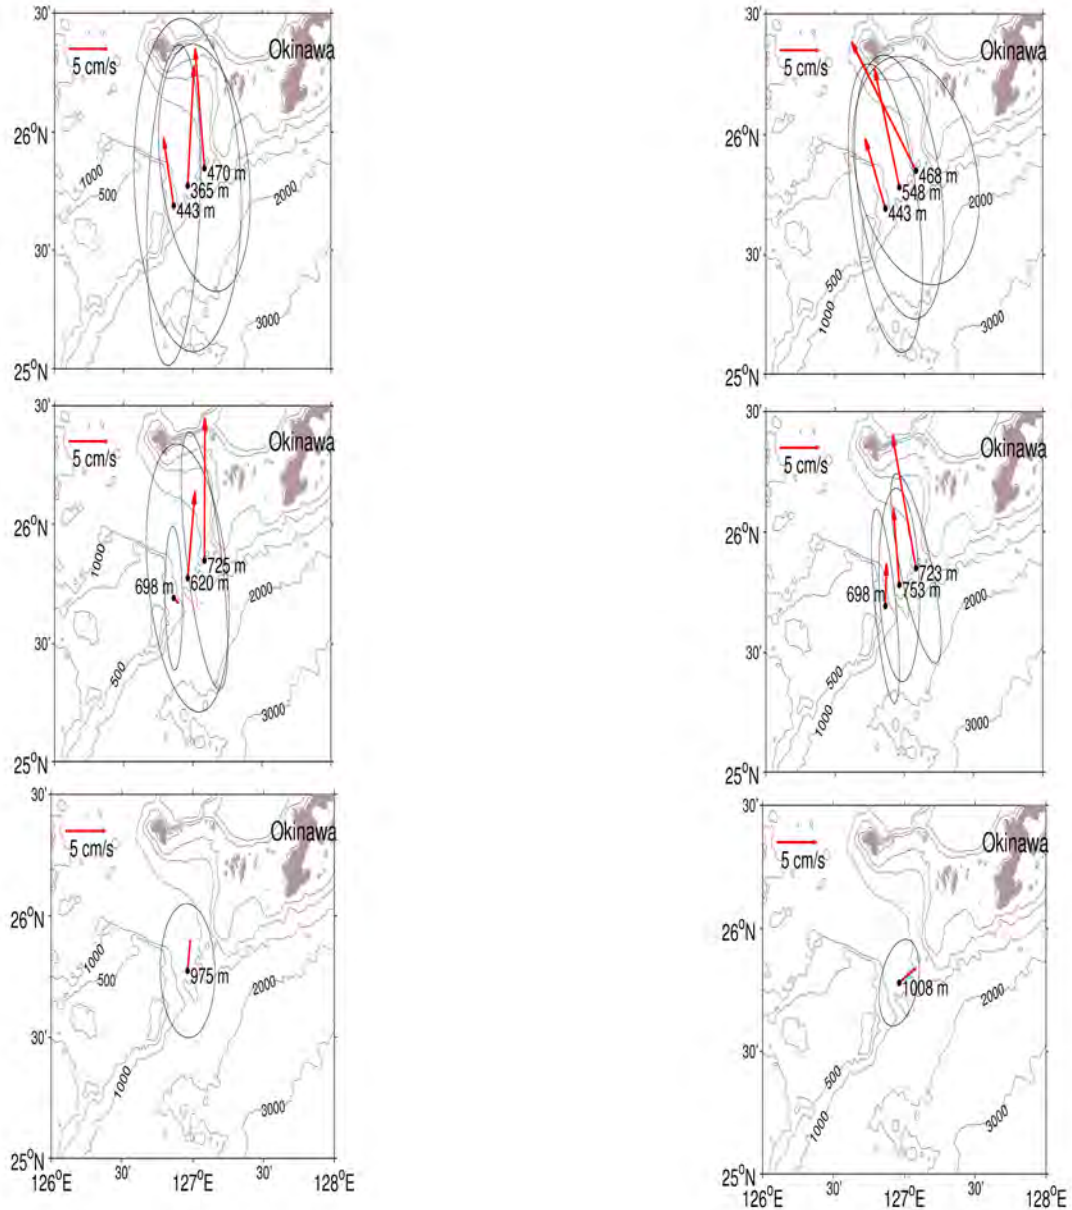 30'
Okinawa
5 cm/s
26°N
1000
500
470 m
365 m
443 m
2000
30'
3000
25°N
30'
Okinawa
5 cm/s
26°N
468 m
548 m
443 m
2000
30'
500
1000
3000
25°N
30'
Okinawa
5 cm/s
26°N
1000
725 m
698 m
620 m
2000
30'
500
3000
25°N
30'
Okinawa
5 cm/s
26°N
723 m
698 m
753 m
2000
30'
500
1000
3000
25°N
30'
Okinawa
5 cm/s
26°N
1000
500
975 m
2000
30'
1000
3000
25°N
126°E
30'
127°E
30'
128°E
30'
Okinawa
5 cm/s
26°N
1008 m
2000
30'
500
1000
3000
25°N
126°E
30'
127°E
30'
128°E